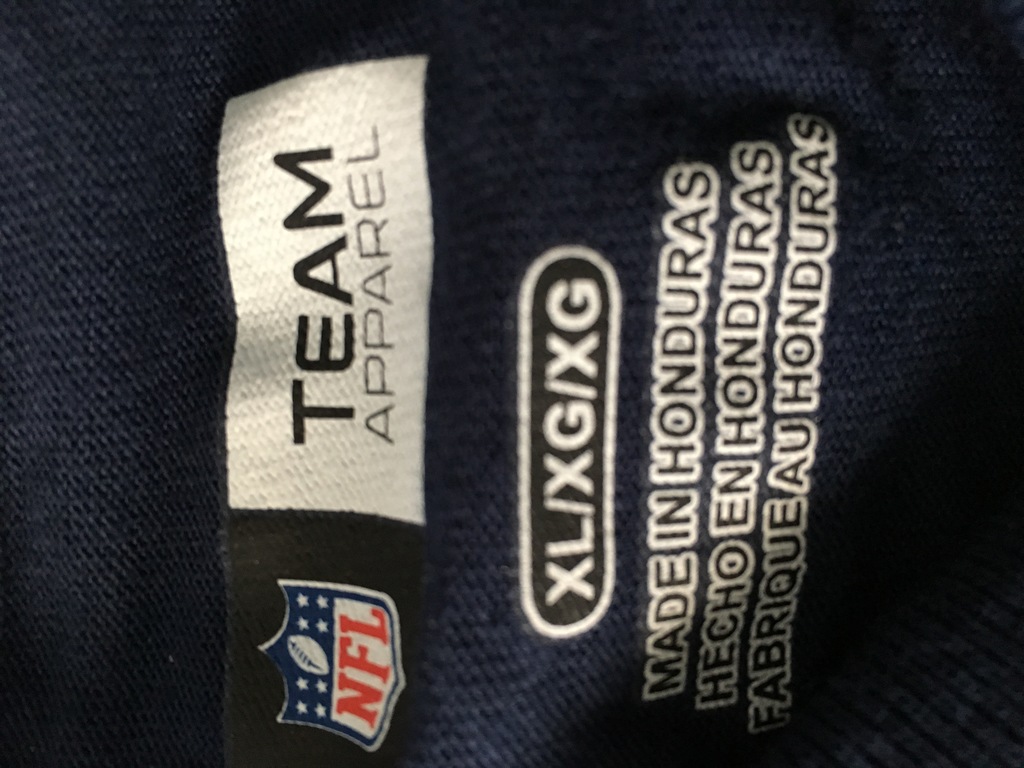 NFL
TEAM
APPAREL
XL/XG/XG
MADE IN HONDURAS
HECHO EN HONDURAS
FABRIQUE AU HONDURAS